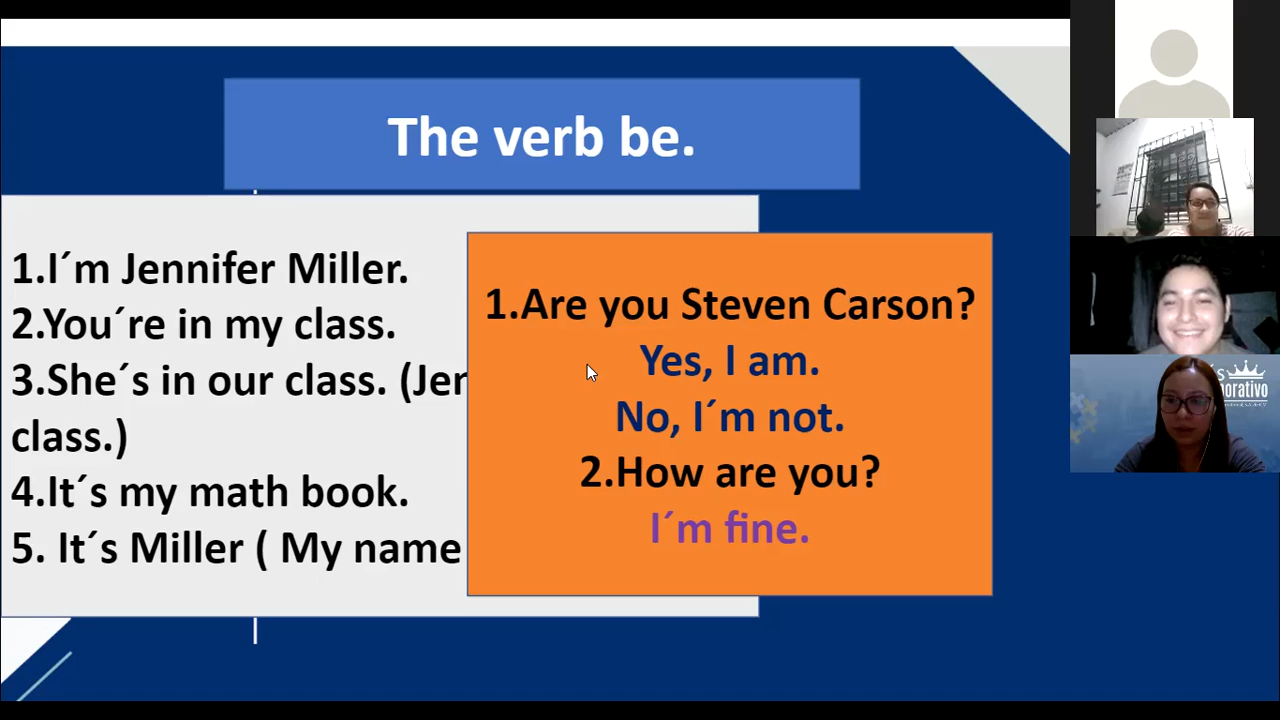 The verb be.
1.I´m Jennifer Miller.
2.You´re in my class.
3.She´s in our class. (Jer
class.)
4.It´s my math book.
5. It´s Miller ( My name
1.Are you Steven Carson?
Yes, I am.
No, I´m not.
2.How are you?
I´m fine.